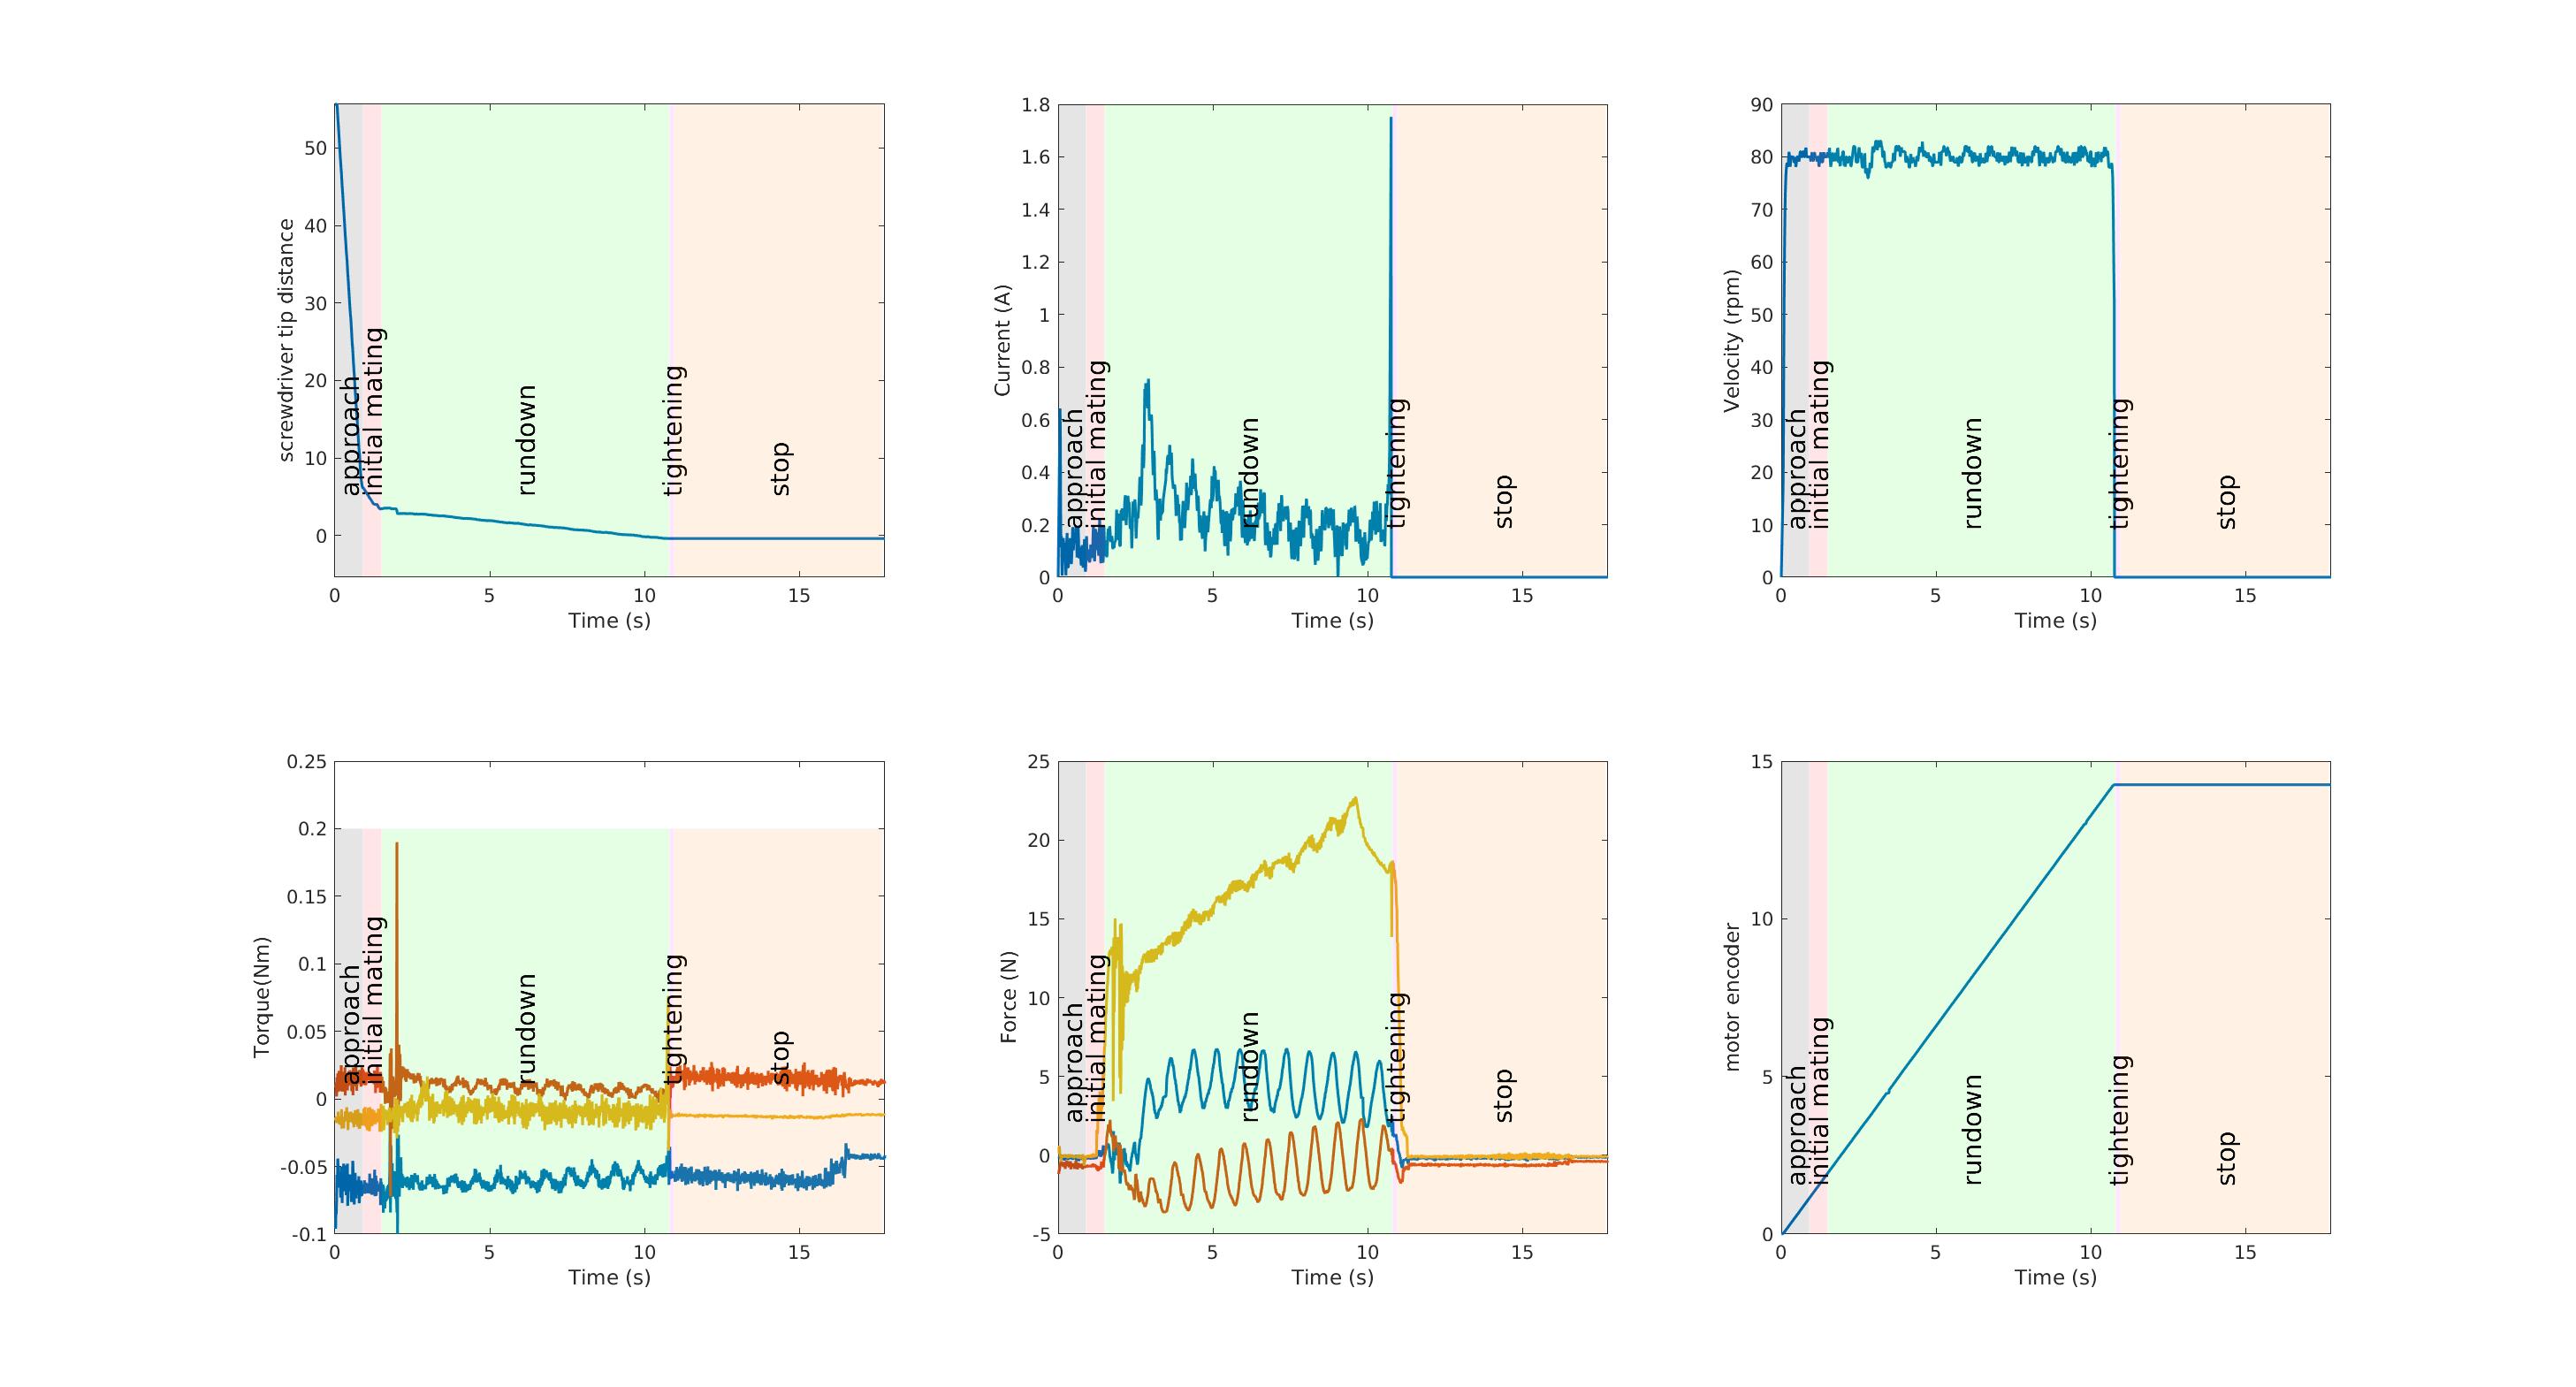 screwdriver tip distance
50
40
30
20
10
0
approach
initial mating
rundown
tightening
stop
0 5 10 15
Time (s)
Current (A)
1.8
1.6
1.4
1.2
1
0.8
0.6
0.4
0.2
0
approach
initial mating
rundown
tightening
stop
0 5 10 15
Time (s)
Velocity (rpm)
90
80
70
60
50
40
30
20
10
0
approach
initial mating
rundown
tightening
stop
0 5 10 15
Time (s)
Torque(Nm)
0.25
0.2
0.15
0.1
0.05
0
-0.05
-0.1
approach
initial mating
rundown
tightening
stop
0 5 10 15
Time (s)
Force (N)
25
20
15
10
5
0
-5
approach
initial mating
rundown
tightening
stop
0 5 10 15
Time (s)
motor encoder
15
10
5
0
approach
initial mating
rundown
tightening
stop
0 5 10 15
Time (s)